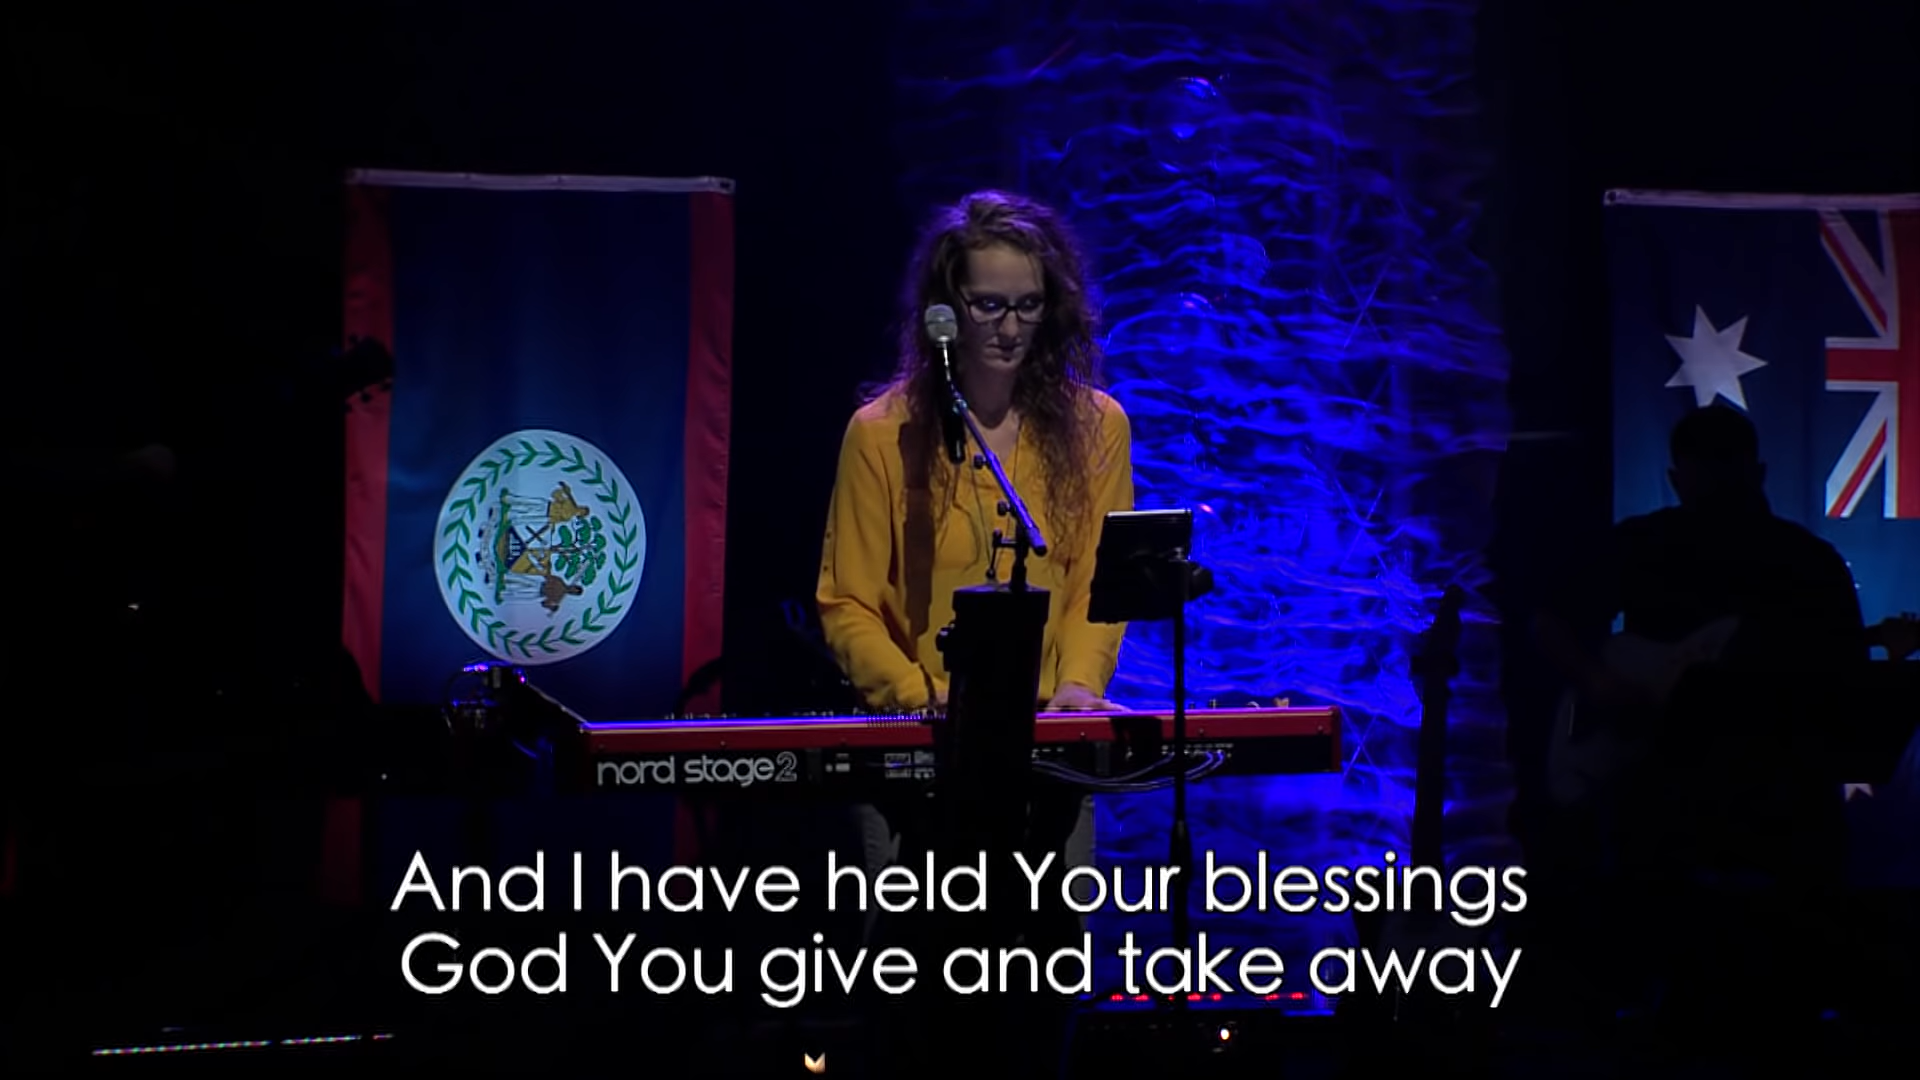 nord stage2
And I have held Your blessings
God You give and take away